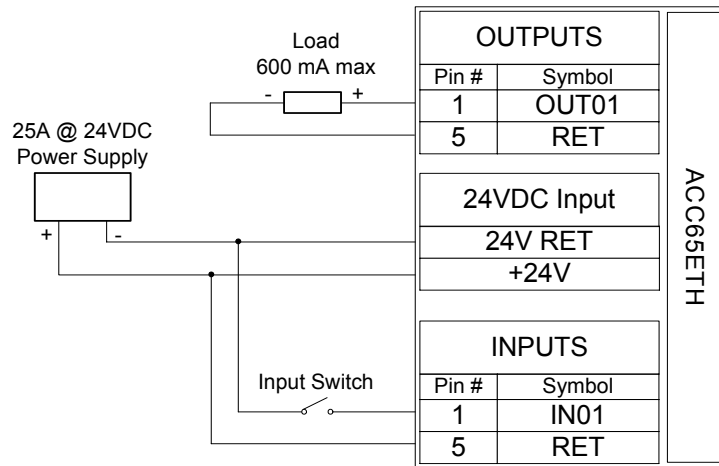 Load
600 mA max
- +
25A @ 24VDC
Power Supply
+ -
Input Switch
OUTPUTS
Pin # Symbol
1 OUT01
5 RET
24VDC Input
24V RET
+24V
INPUTS
Pin # Symbol
1 IN01
5 RET
ACC65ETH